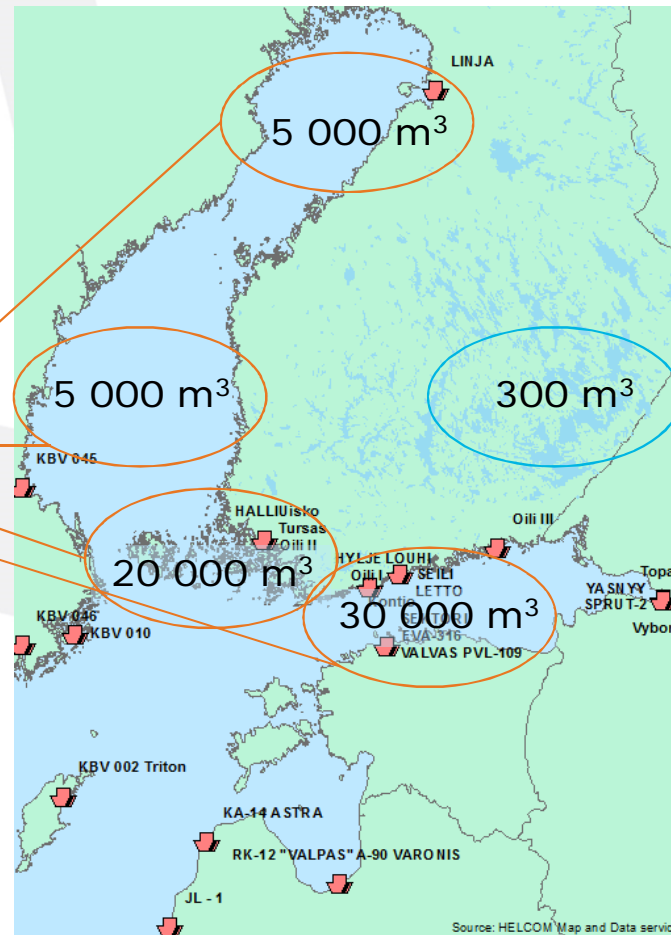 LINJA
5 000 m³
5 000 m³
300 m³
KBV 045
HALLI Uisko
Tursas
Oili II
Oili III
20 000 m³
HYLJE LOUHI
Oili I
SEILI
LETTO
Kontio
30 000 m³
EVA-316
VALVAS PVL-109
YASNYY
SPRUT-2
KBV 046
KBV 010
KBV 002 Triton
KA-14 ASTRA
RK-12 "VALPAS" A-90 VARONIS
JL - 1
Source: HELCOM Map and Data